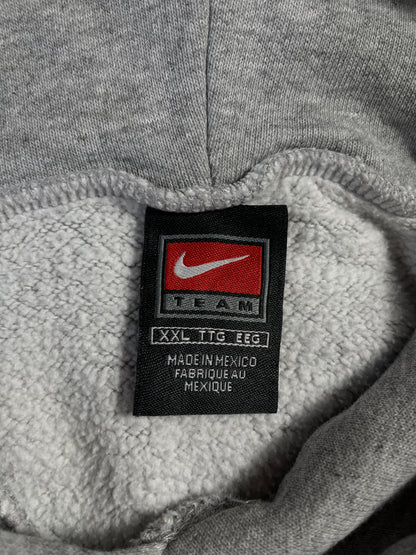 TEAM
XXL TTG EEG
MADE IN MEXICO
FABRIQUE AU
MEXIQUE